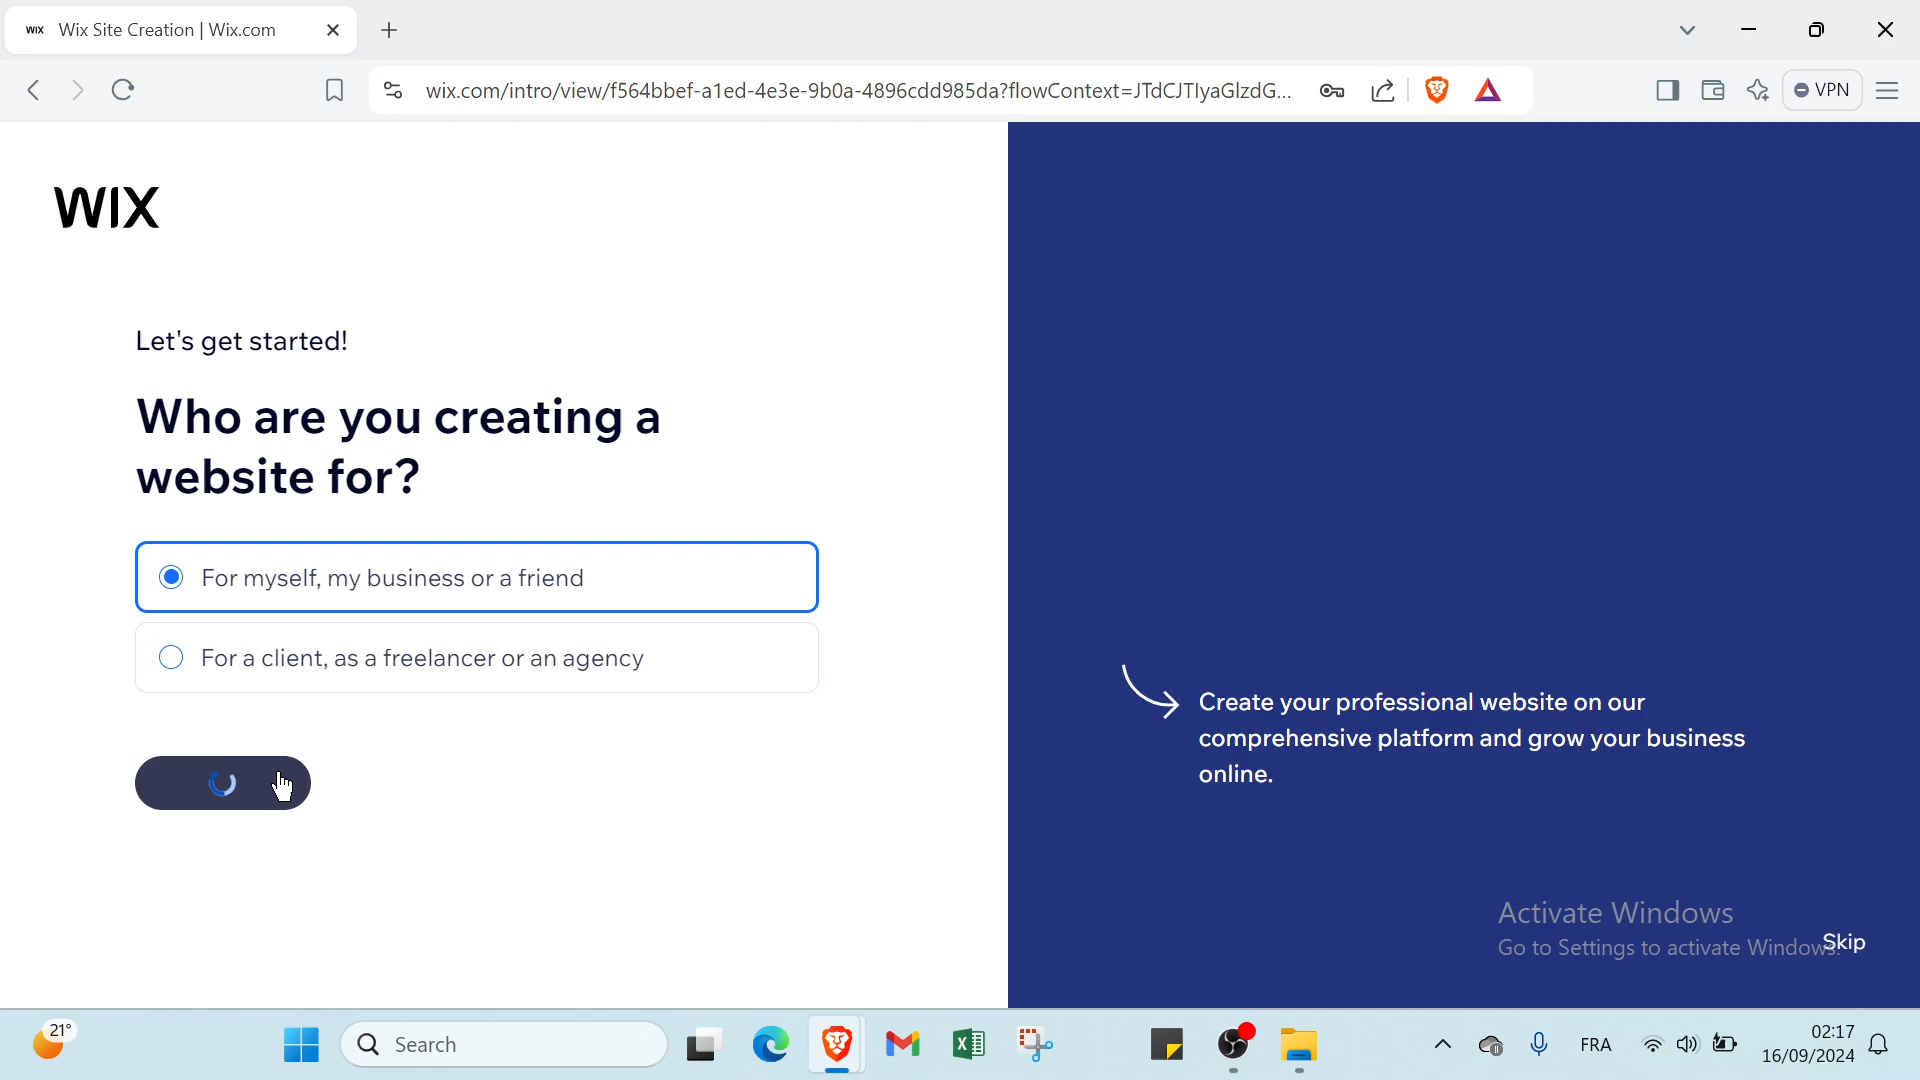 WIX Wix Site Creation | Wix.com
wix.com/intro/view/f564bbef-a1ed-4e3e-9b0a-4896cdd985da?flowContext=JTdCJTIyaGlzdG...
VPN
WIX
Let's get started!
Who are you creating a
website for?
For myself, my business or a friend
For a client, as a freelancer or an agency
Create your professional website on our
comprehensive platform and grow your business
online.
Activate Windows
Go to Settings to activate Windows.
Skip
21°
Search
FRA
02:17
16/09/2024